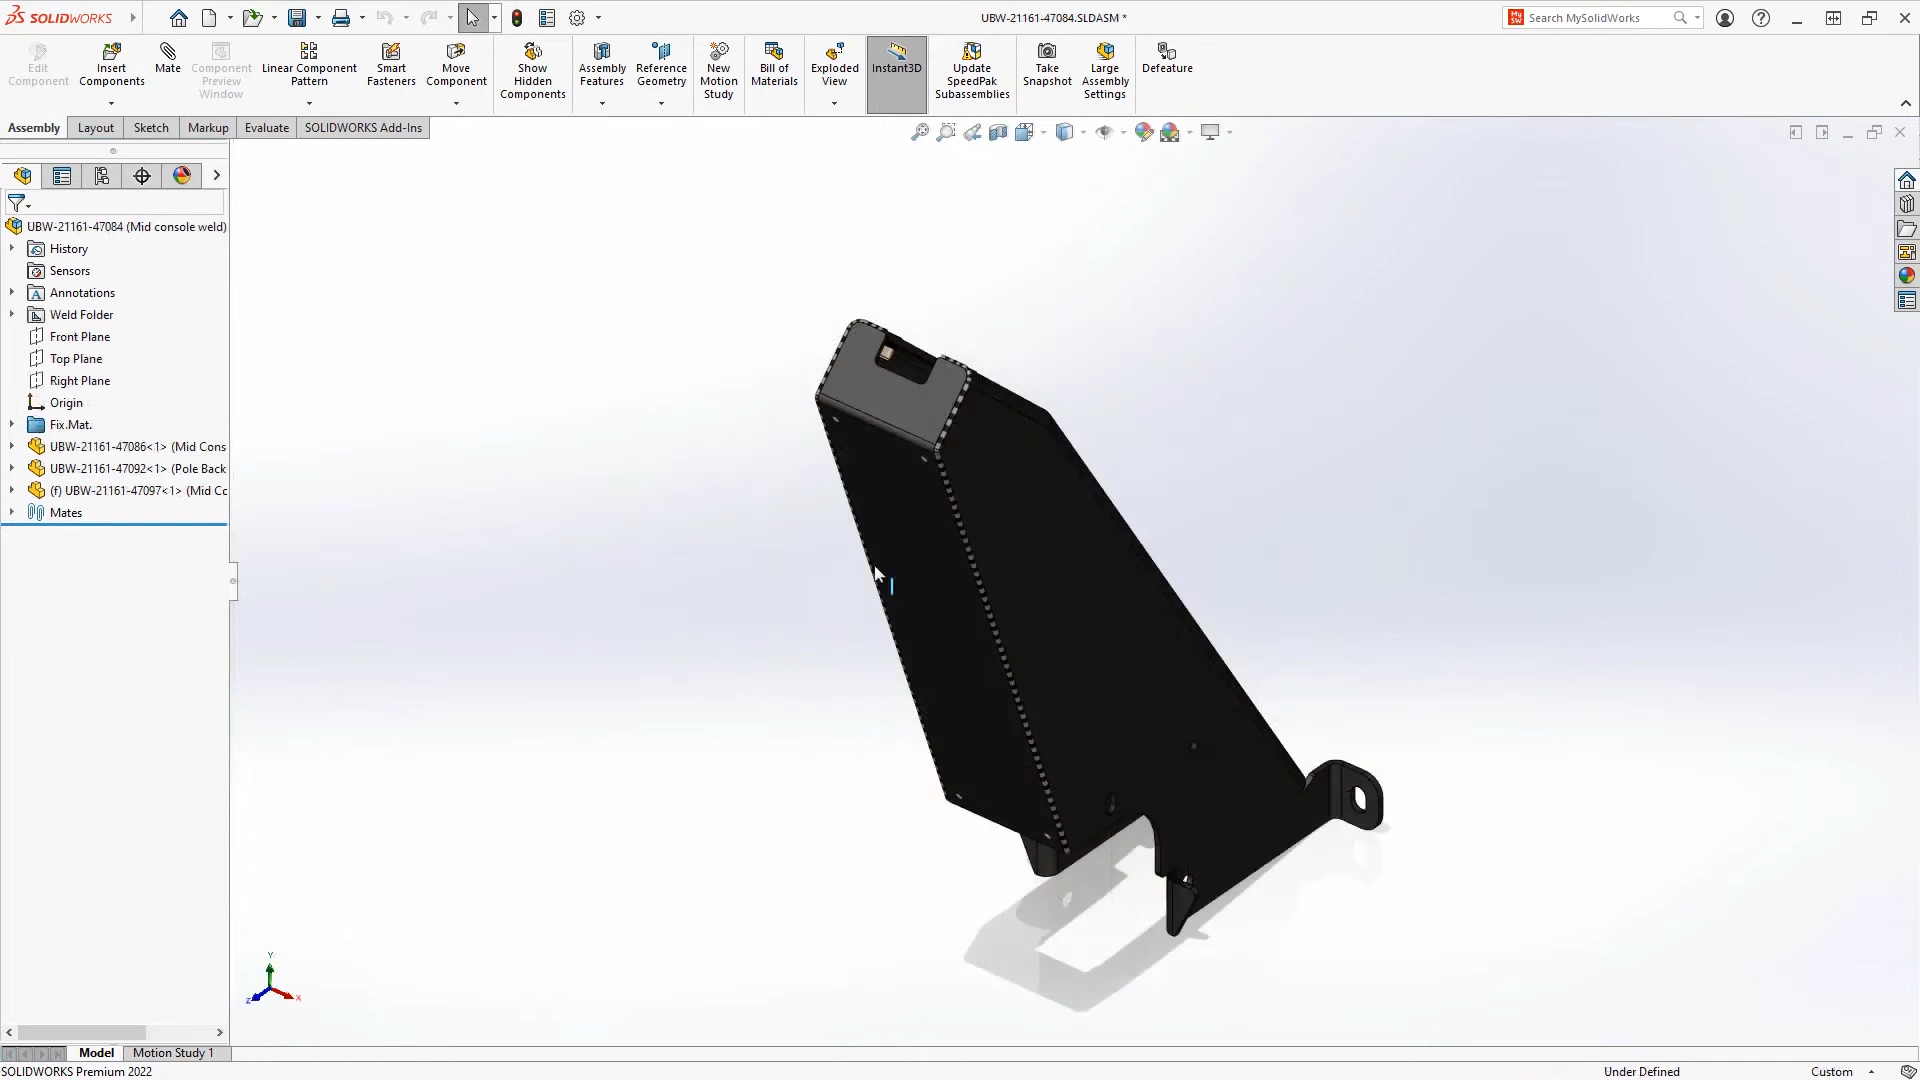 SOLIDWORKS
UBW-21161-47084.SLDASM *
Search MySolidWorks
Edit
Component
Insert
Components
Mate
Component
Preview
Window
Linear Component
Pattern
Smart
Fasteners
Move
Component
Show
Hidden
Components
Assembly
Features
Reference
Geometry
New
Motion
Study
Bill of
Materials
Exploded
View
Instant3D
Update
SpeedPak
Subassemblies
Take
Snapshot
Large
Assembly
Settings
Defeature
Assembly
Layout
Sketch
Markup
Evaluate
SOLIDWORKS Add-Ins
UBW-21161-47084 (Mid console weld)
History
Sensors
Annotations
Weld Folder
Front Plane
Top Plane
Right Plane
Origin
Fix.Mat.
UBW-21161-47086<1> (Mid Cons
UBW-21161-47092<1> (Pole Back
(f) UBW-21161-47097<1> (Mid Cc
Mates
Y
Z
X
Model
Motion Study 1
SOLIDWORKS Premium 2022
Under Defined
Custom